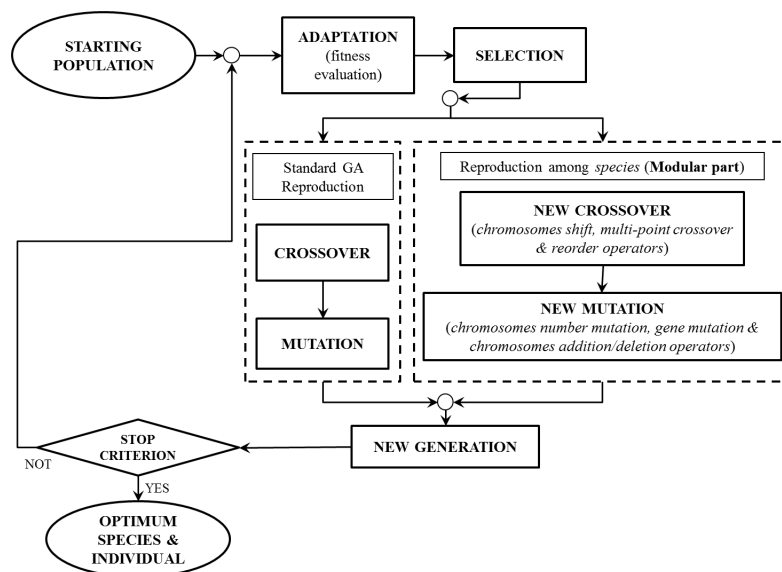 STARTING
POPULATION
ADAPTATION
(fitness
evaluation)
SELECTION
Standard GA
Reproduction
CROSSOVER
MUTATION
Reproduction among species (Modular part)
NEW CROSSOVER
(chromosomes shift, multi-point crossover
& reorder operators)
NEW MUTATION
(chromosomes number mutation, gene mutation &
chromosomes addition/deletion operators)
NEW GENERATION
STOP
CRITERION
NOT
YES
OPTIMUM
SPECIES &
INDIVIDUAL